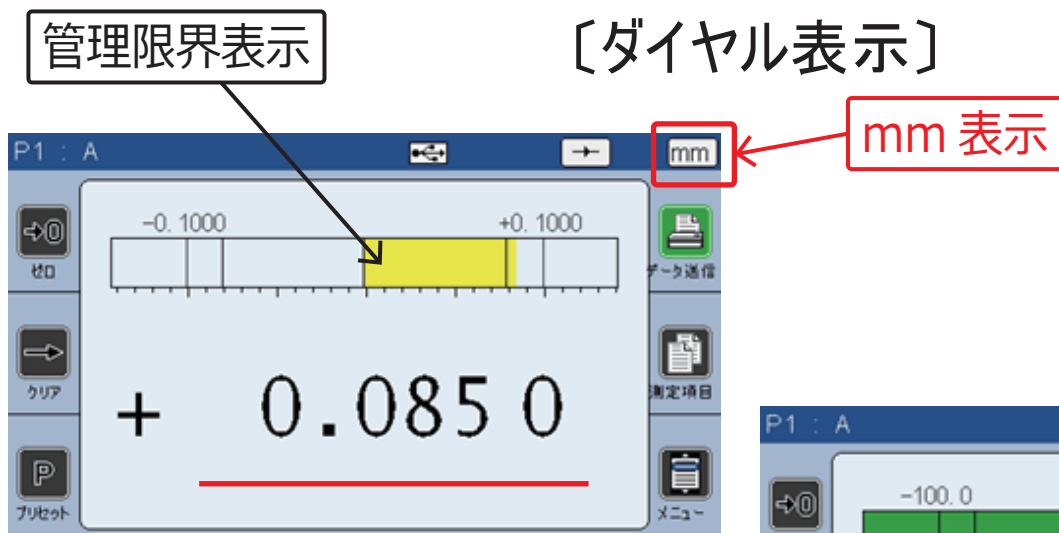 管理限界表示
〔ダイヤル表示〕
mm 表示
P1 : A
mm
-0.1000
+0.1000
ゼロ
データ送信
クリア
測定項目
+ 0.0850
P
プリセット
メニュー
P1 : A
-100.0